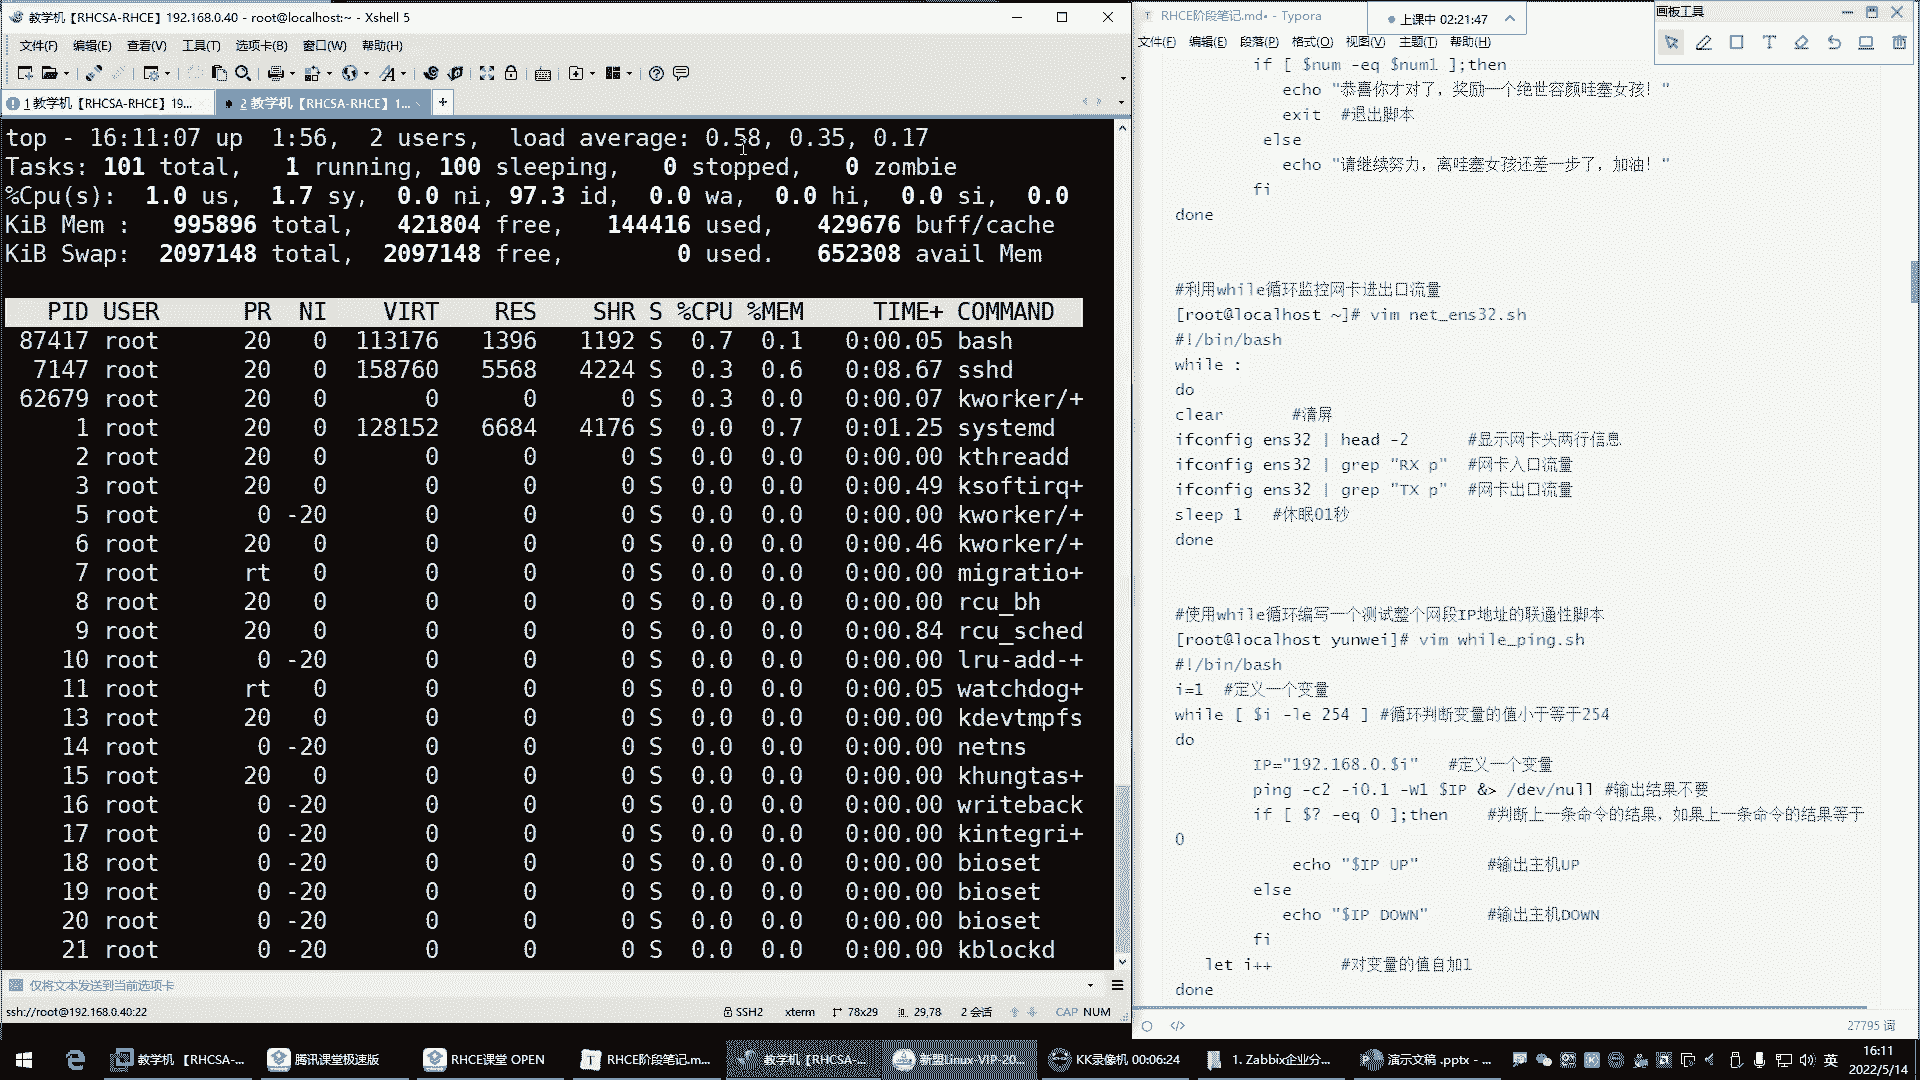 教学机【RHCSA-RHCE】192.168.0.40 - root@localhost:~ - Xshell 5
文件(F) 编辑(E) 查看(V) 工具(T) 选项卡(B) 窗口(W) 帮助(H)
1 教学机【RHCSA-RHCE】19...
2 教学机【RHCSA-RHCE】1...
top - 16:11:07 up  1:56,  2 users,  load average: 0.58, 0.35, 0.17
Tasks: 101 total,   1 running, 100 sleeping,   0 stopped,   0 zombie
%Cpu(s):  1.0 us,  1.7 sy,  0.0 ni, 97.3 id,  0.0 wa,  0.0 hi,  0.0 si,  0.0
KiB Mem :   995896 total,   421804 free,   144416 used,   429676 buff/cache
KiB Swap:  2097148 total,  2097148 free,        0 used.   652308 avail Mem
PID USER PR NI VIRT RES SHR S %CPU %MEM TIME+ COMMAND
87417 root 20 0 113176 1396 1192 S 0.7 0.1 0:00.05 bash
7147 root 20 0 158760 5568 4224 S 0.3 0.6 0:08.67 sshd
62679 root 20 0 0 0 0 S 0.3 0.0 0:00.07 kworker/+
1 root 20 0 128152 6684 4176 S 0.0 0.7 0:01.25 systemd
2 root 20 0 0 0 0 S 0.0 0.0 0:00.00 kthreadd
3 root 20 0 0 0 0 S 0.0 0.0 0:00.49 ksoftirq+
5 root 0 -20 0 0 0 S 0.0 0.0 0:00.00 kworker/+
6 root 20 0 0 0 0 S 0.0 0.0 0:00.46 kworker/+
7 root rt 0 0 0 0 S 0.0 0.0 0:00.00 migratio+
8 root 20 0 0 0 0 S 0.0 0.0 0:00.00 rcu_bh
9 root 20 0 0 0 0 S 0.0 0.0 0:00.84 rcu_sched
10 root 0 -20 0 0 0 S 0.0 0.0 0:00.00 lru-add-+
11 root rt 0 0 0 0 S 0.0 0.0 0:00.05 watchdog+
13 root 20 0 0 0 0 S 0.0 0.0 0:00.00 kdevtmpfs
14 root 0 -20 0 0 0 S 0.0 0.0 0:00.00 netns
15 root 20 0 0 0 0 S 0.0 0.0 0:00.00 khungtas+
16 root 0 -20 0 0 0 S 0.0 0.0 0:00.00 writeback
17 root 0 -20 0 0 0 S 0.0 0.0 0:00.00 kintegri+
18 root 0 -20 0 0 0 S 0.0 0.0 0:00.00 bioset
19 root 0 -20 0 0 0 S 0.0 0.0 0:00.00 bioset
20 root 0 -20 0 0 0 S 0.0 0.0 0:00.00 bioset
21 root 0 -20 0 0 0 S 0.0 0.0 0:00.00 kblockd
仅将文本发送到当前选项卡
ssh://root@192.168.0.40:22 SSH2 xterm 78x29 29,78 2 会话 CAP NUM
RHCE阶段笔记.md• - Typora
上课中 02:21:47
画板工具
文件(F) 编辑(E) 段落(P) 格式(O) 视图(V) 主题(T) 帮助(H)
if [ $num -eq $num1 ];then
echo "恭喜你才对了，奖励一个绝世容颜哇塞女孩！"
exit  #退出脚本
else
echo "请继续努力，离哇塞女孩还差一步了，加油！"
fi
done
#利用while循环监控网卡进出口流量
[root@localhost ~]# vim net_ens32.sh
#!/bin/bash
while :
do
clear #清屏
ifconfig ens32 | head -2 #显示网卡头两行信息
ifconfig ens32 | grep "RX p" #网卡入口流量
ifconfig ens32 | grep "TX p" #网卡出口流量
sleep 1 #休眠01秒
done
#使用while循环编写一个测试整个网段IP地址的联通性脚本
[root@localhost yunwei]# vim while_ping.sh
#!/bin/bash
i=1 #定义一个变量
while [ $i -le 254 ] #循环判断变量的值小于等于254
do
IP="192.168.0.$i" #定义一个变量
ping -c2 -i0.1 -W1 $IP &> /dev/null #输出结果不要
if [ $? -eq 0 ];then #判断上一条命令的结果，如果上一条命令的结果等于
0
echo "$IP UP" #输出主机UP
else
echo "$IP DOWN" #输出主机DOWN
fi
let i++ #对变量的值自加1
done
27795 词
教学机 【RHCSA-... 腾讯课堂极速版 RHCE课堂 OPEN RHCE阶段笔记.m... 教学机【RHCSA-... 新盟Linux-VIP-20... KK录像机 00:06:24 1. Zabbix企业分... 演示文稿 .pptx - ... 英 16:11
2022/5/14